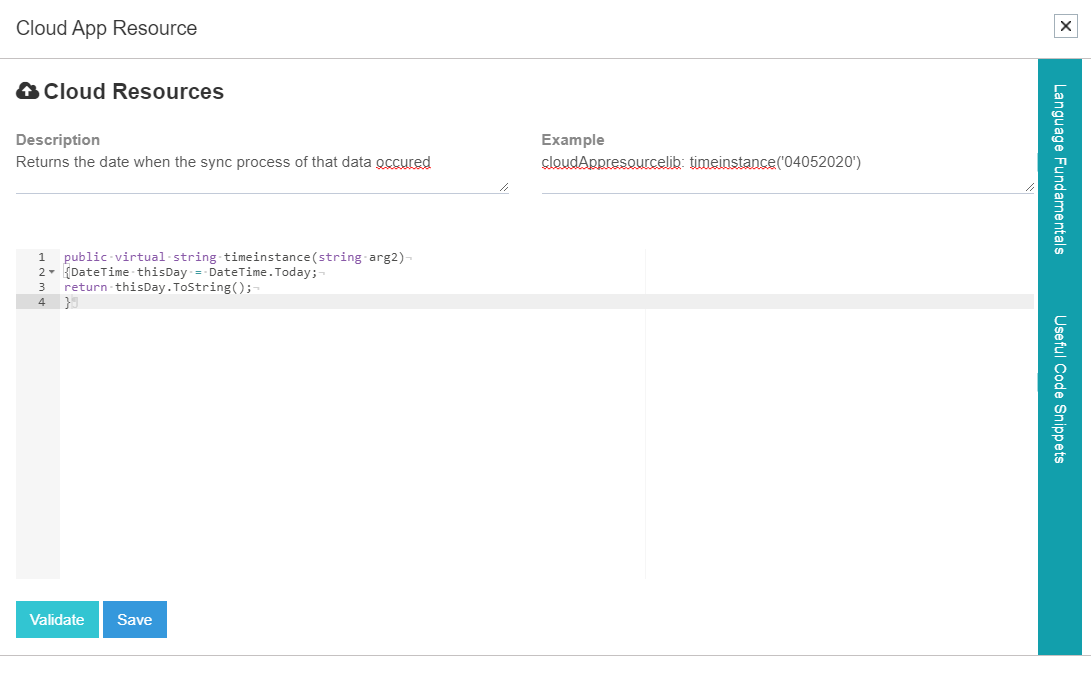 Cloud App Resource
Cloud Resources
Description
Returns the date when the sync process of that data occured
Example
cloudAppresourcelib: timeinstance('04052020')
1 public virtual string timeinstance(string arg2)
2 {DateTime thisDay = DateTime.Today;
3 return thisDay.ToString();
4 }
Validate
Save
Language Fundamentals
Useful Code Snippets